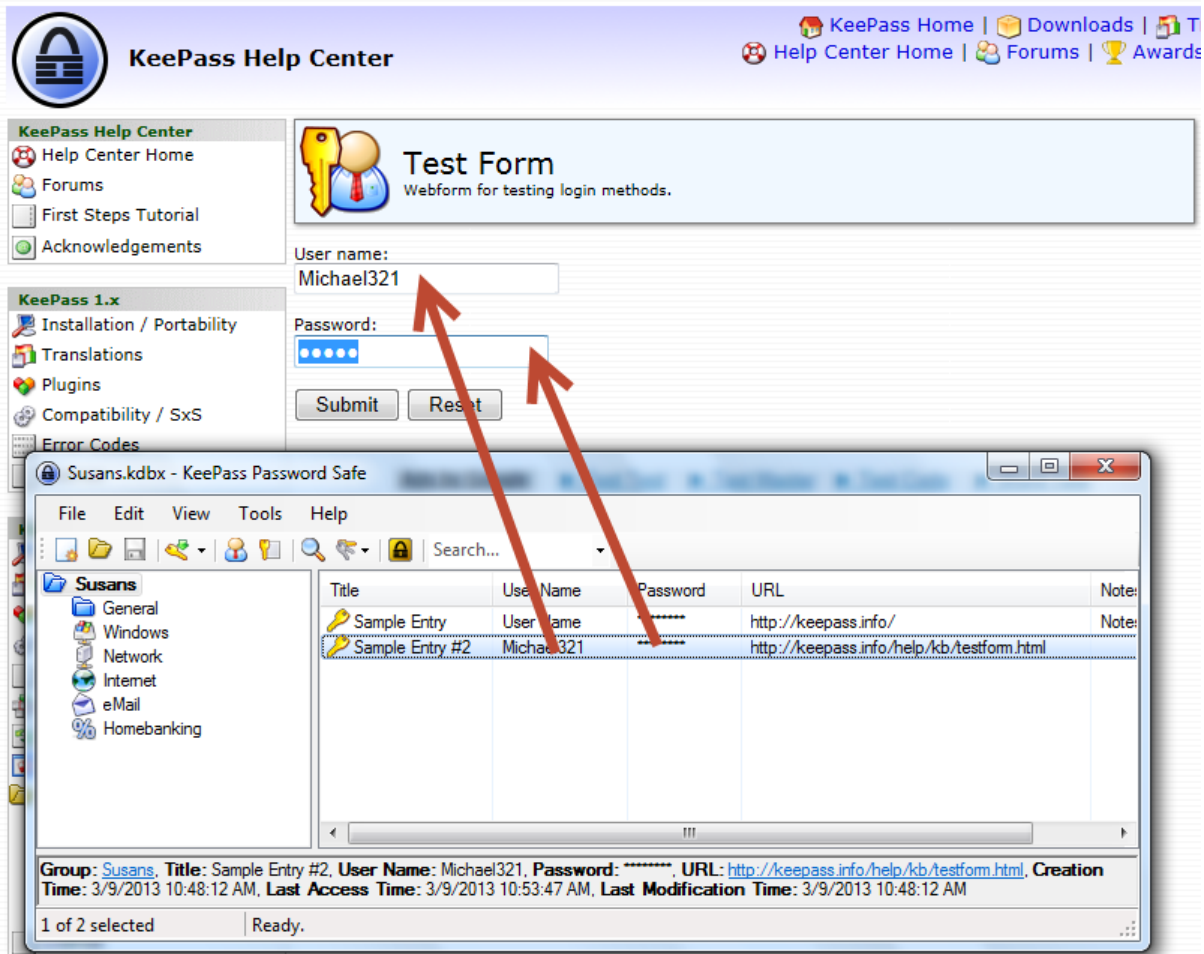 KeePass Help Center
KeePass Home | Downloads |
Help Center Home | Forums | Awards
KeePass Help Center
Help Center Home
Forums
First Steps Tutorial
Acknowledgements
Test Form
Webform for testing login methods.
User name:
Michael321
Password:
•••••
Submit Reset
KeePass 1.x
Installation / Portability
Translations
Plugins
Compatibility / SxS
Error Codes
Susans.kdbx - KeePass Password Safe
File Edit View Tools Help
Search...
Susans
General
Windows
Network
Internet
eMail
Homebanking
Title User Name Password URL Notes
Sample Entry User Name ******** http://keepass.info/ Notes
Sample Entry #2 Michael321 ******** http://keepass.info/help/kb/testform.html
Group: Susans, Title: Sample Entry #2, User Name: Michael321, Password: ********, URL: http://keepass.info/help/kb/testform.html, Creation
Time: 3/9/2013 10:48:12 AM, Last Access Time: 3/9/2013 10:53:47 AM, Last Modification Time: 3/9/2013 10:48:12 AM
1 of 2 selected Ready.